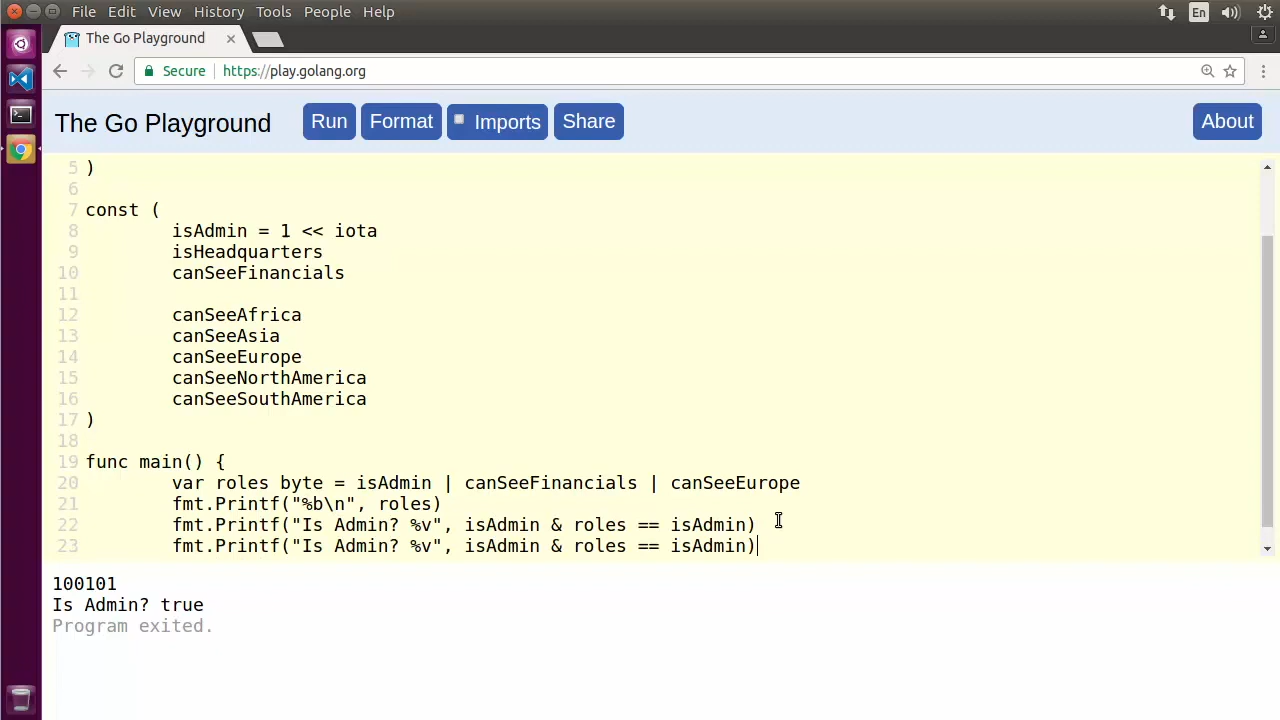 File Edit View History Tools People Help
En
The Go Playground
Secure https://play.golang.org
The Go Playground Run Format Imports Share About
5 )
6
7 const (
8 isAdmin = 1 << iota
9 isHeadquarters
10 canSeeFinancials
11
12 canSeeAfrica
13 canSeeAsia
14 canSeeEurope
15 canSeeNorthAmerica
16 canSeeSouthAmerica
17 )
18
19 func main() {
20 var roles byte = isAdmin | canSeeFinancials | canSeeEurope
21 fmt.Printf("%b\n", roles)
22 fmt.Printf("Is Admin? %v", isAdmin & roles == isAdmin)
23 fmt.Printf("Is Admin? %v", isAdmin & roles == isAdmin)
100101
Is Admin? true
Program exited.